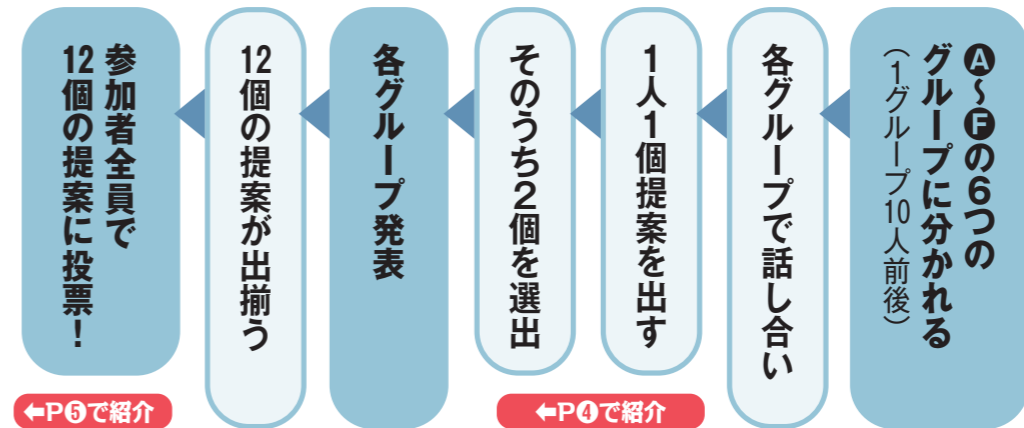 🅐～🅕の6つの
グループに分かれる
（1グループ10人前後）
各グループで話し合い
1人1個提案を出す
そのうち2個を選出
⬅P❹で紹介
各グループ発表
12個の提案が出揃う
参加者全員で
12個の提案に投票！
⬅P❺で紹介